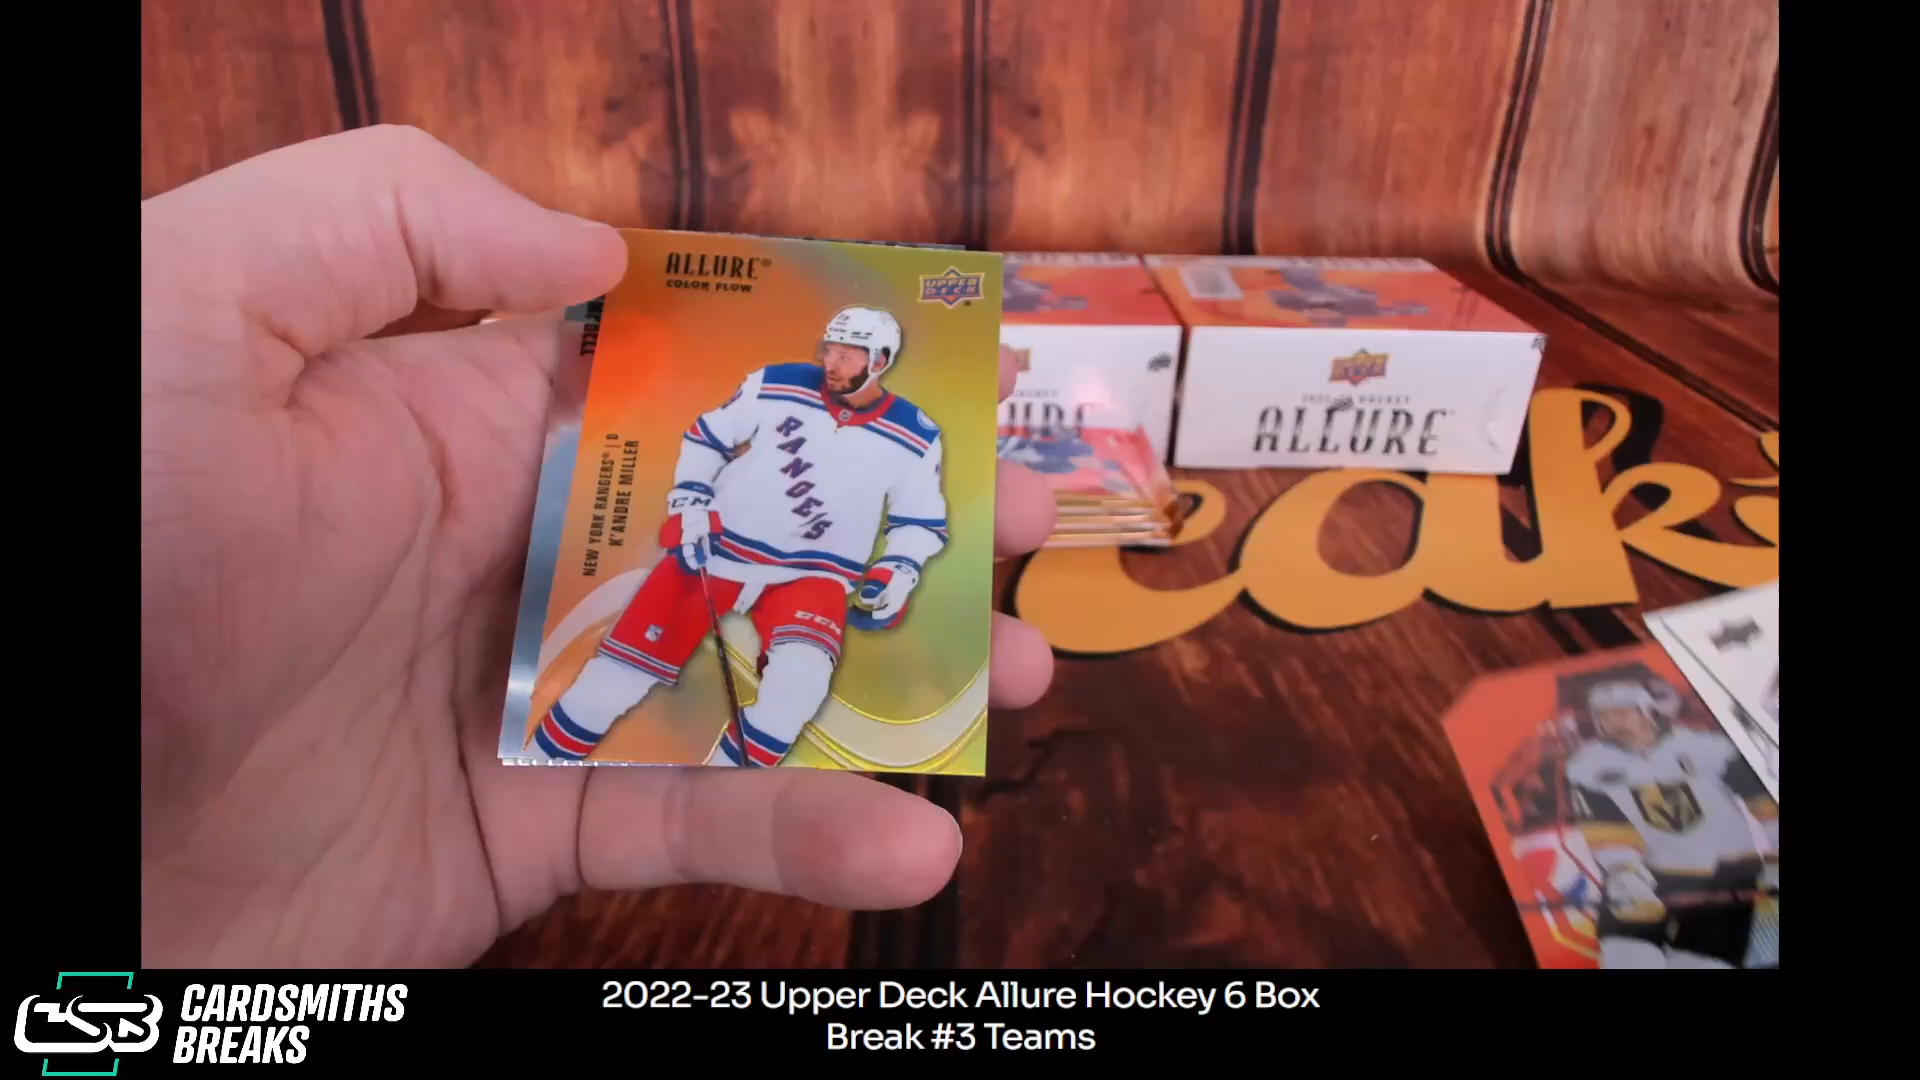 ALLURE®
COLOR FLOW
UPPER
DECK
NEW YORK RANGERS® | D
K'ANDRE MILLER
RANGERS
CCM
CCM
UPPER
DECK
ALLURE
CARDSMITHS
BREAKS
2022-23 Upper Deck Allure Hockey 6 Box
Break #3 Teams